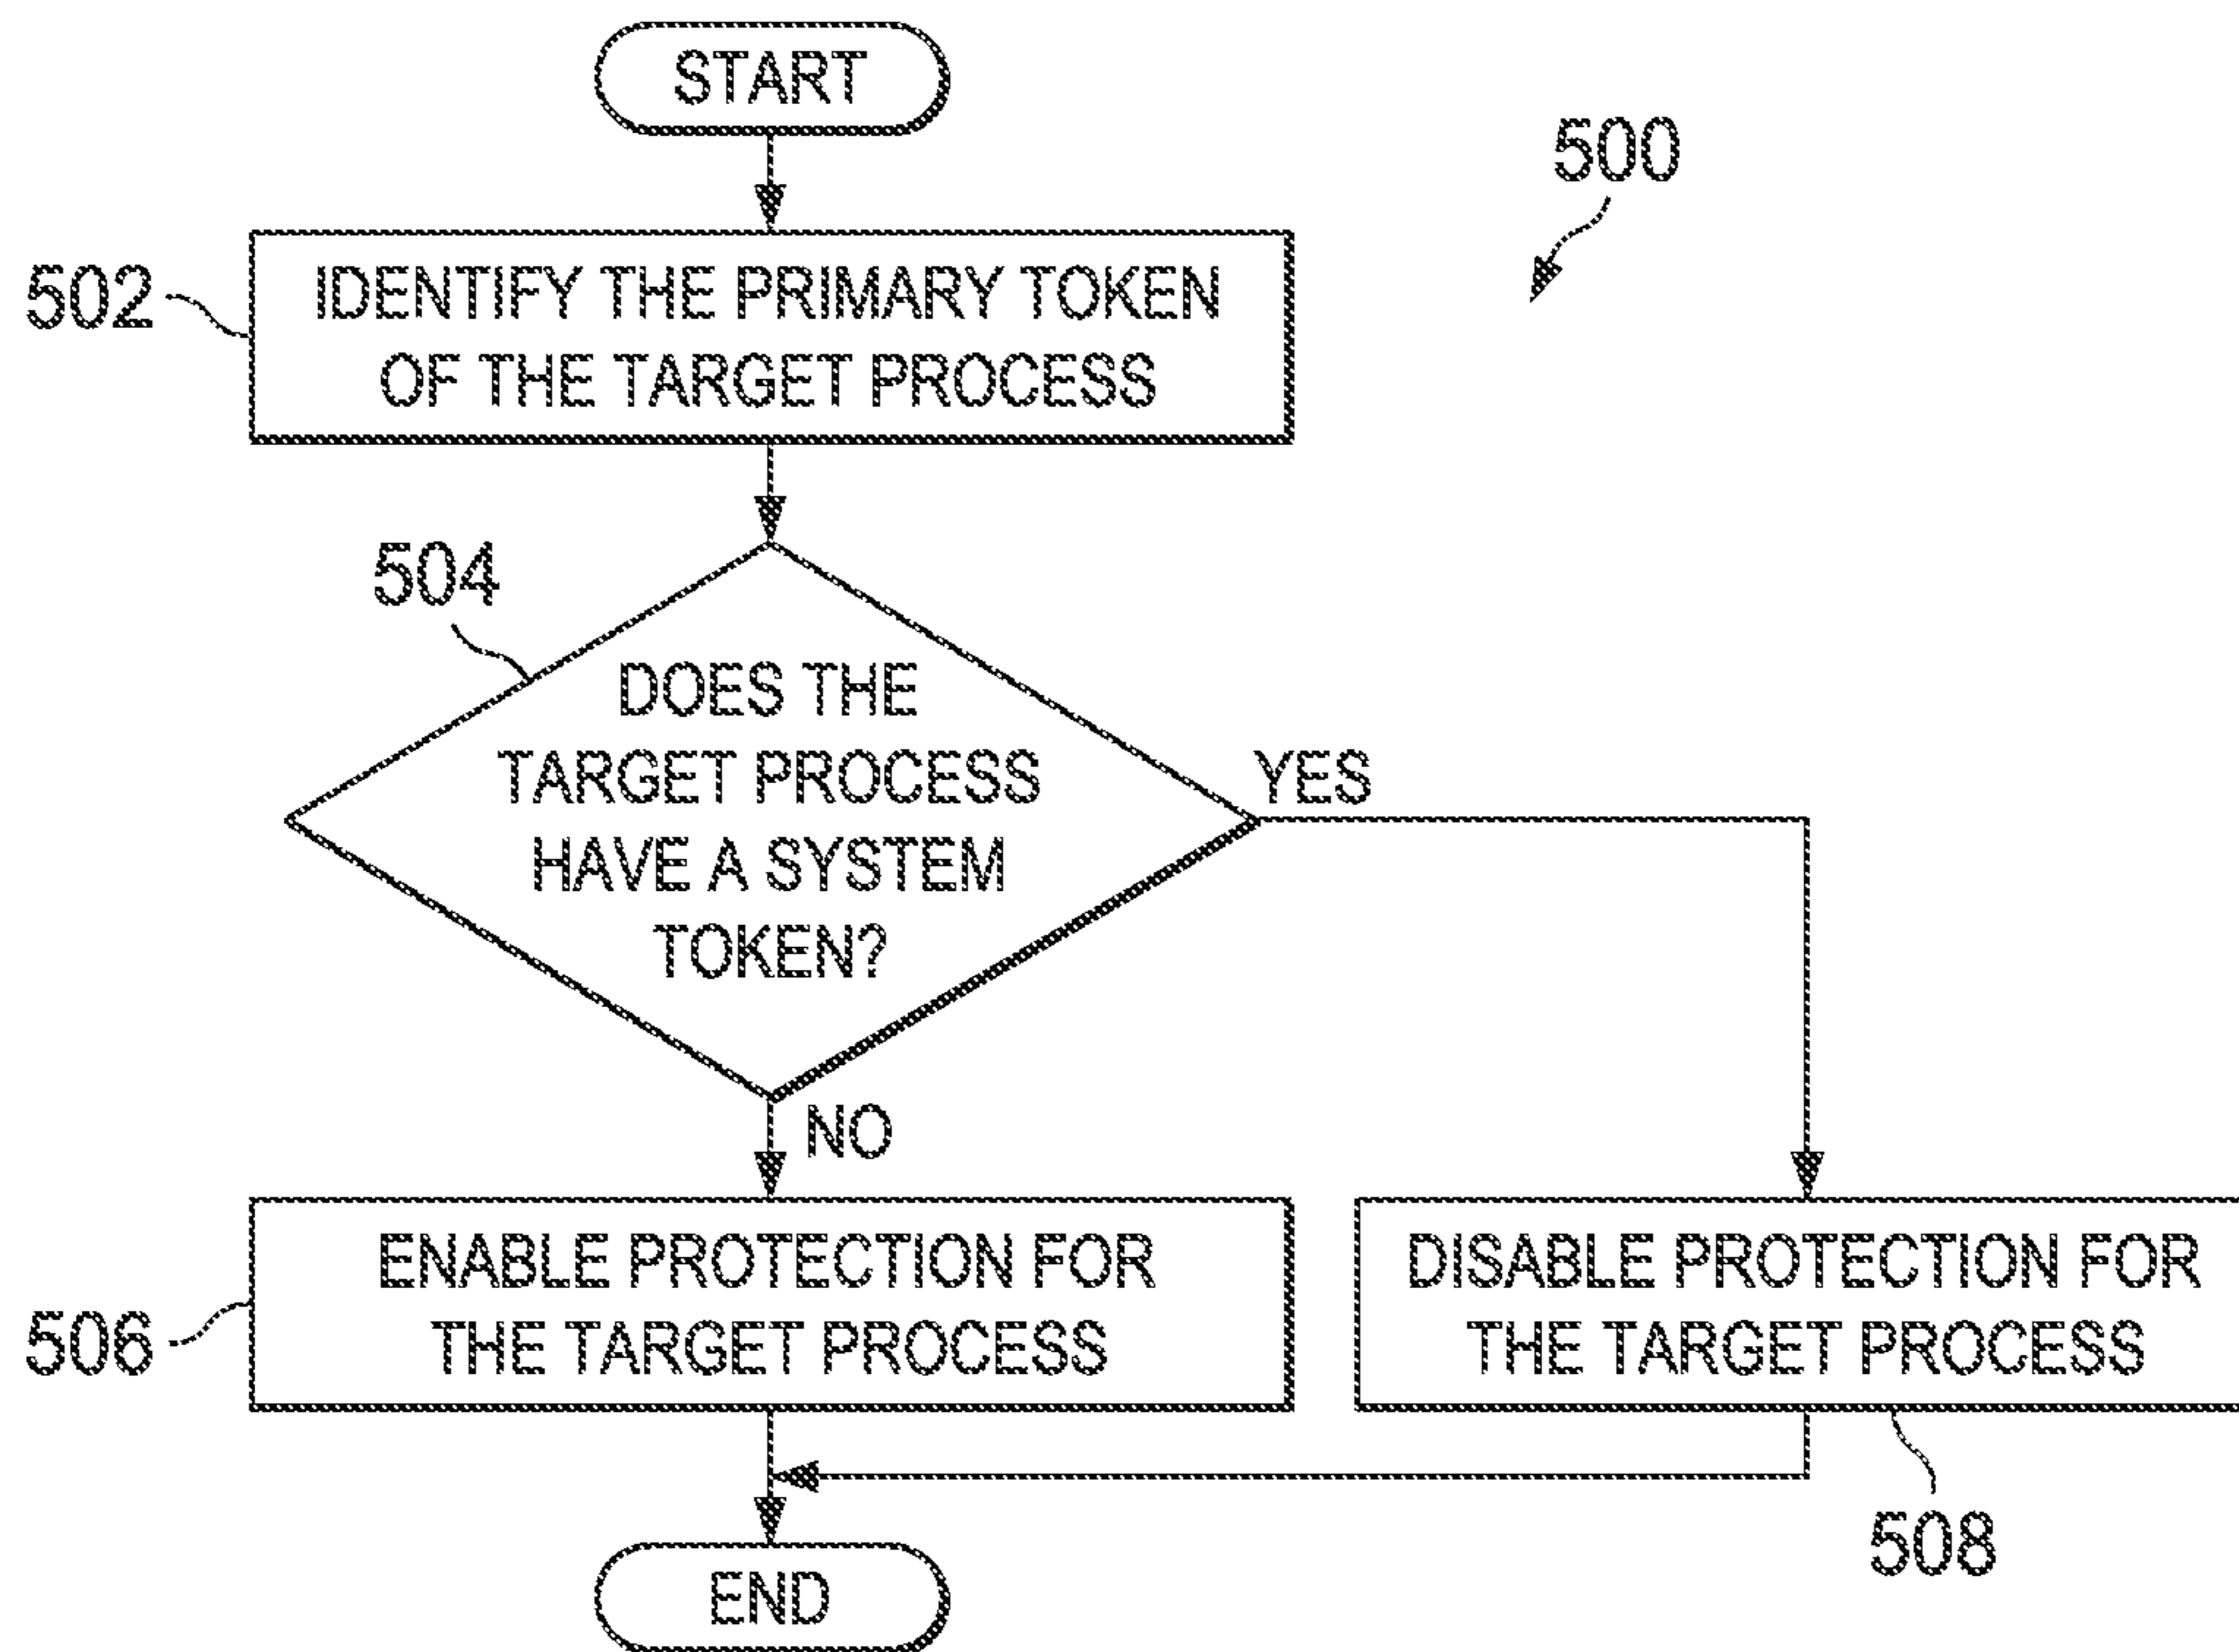 START
500
502
IDENTIFY THE PRIMARY TOKEN
OF THE TARGET PROCESS
504
DOES THE
TARGET PROCESS
HAVE A SYSTEM
TOKEN?
YES
NO
506
ENABLE PROTECTION FOR
THE TARGET PROCESS
DISABLE PROTECTION FOR
THE TARGET PROCESS
508
END